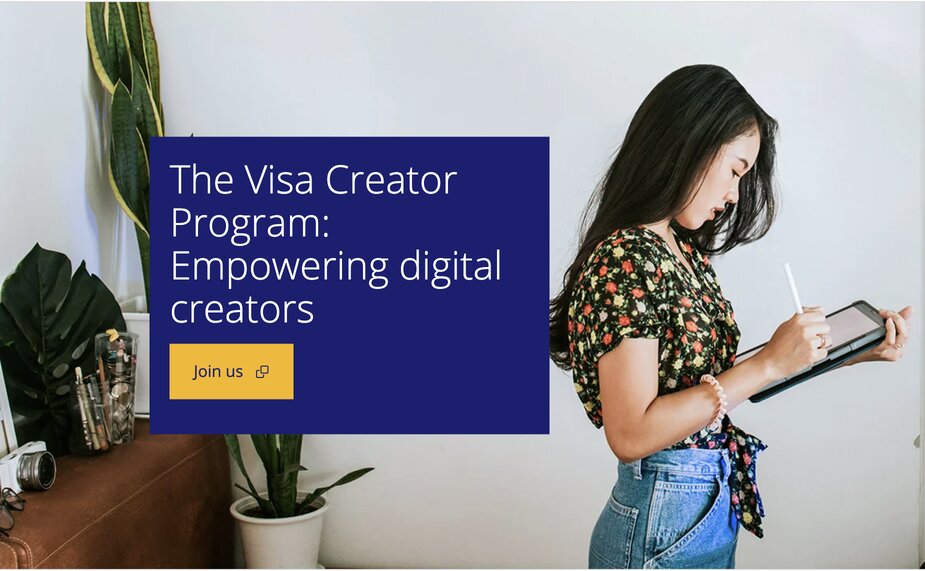 The Visa Creator
Program:
Empowering digital
creators
Join us